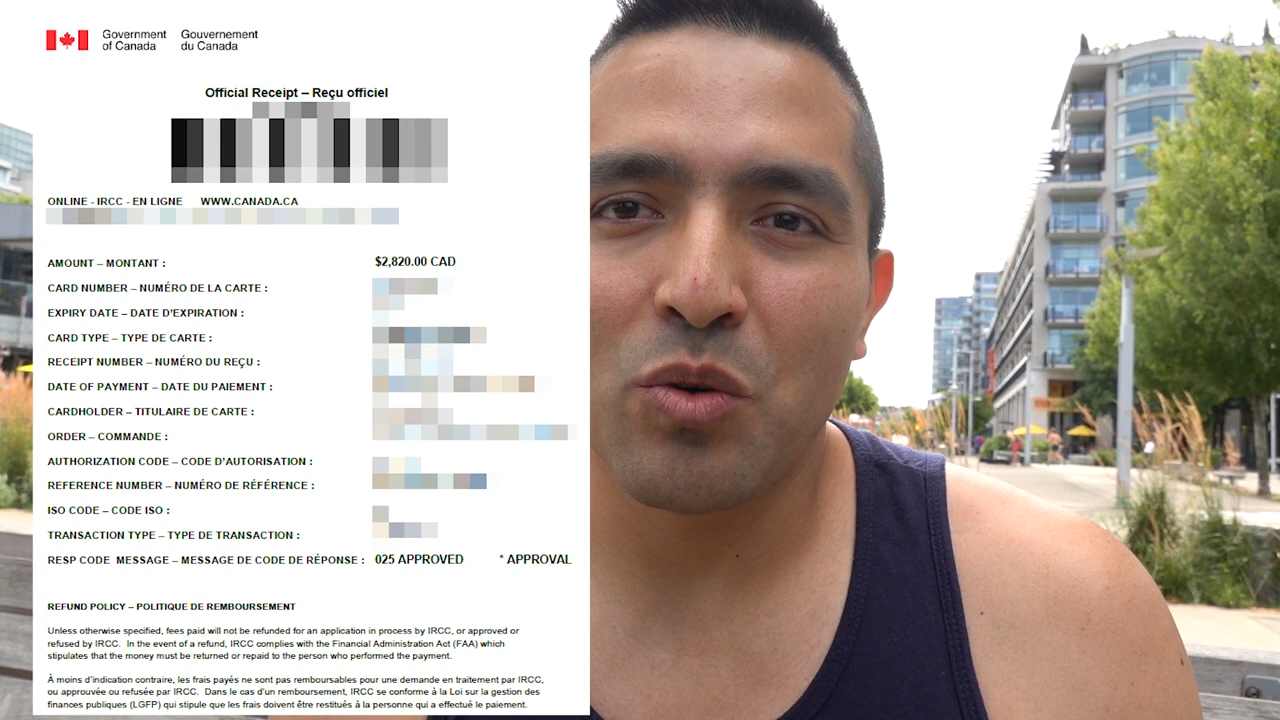 Government Gouvernement
of Canada du Canada
Official Receipt – Reçu officiel
ONLINE - IRCC - EN LIGNE WWW.CANADA.CA
AMOUNT – MONTANT : $2,820.00 CAD
CARD NUMBER – NUMÉRO DE LA CARTE :
EXPIRY DATE – DATE D'EXPIRATION :
CARD TYPE – TYPE DE CARTE :
RECEIPT NUMBER – NUMÉRO DU REÇU :
DATE OF PAYMENT – DATE DU PAIEMENT :
CARDHOLDER – TITULAIRE DE CARTE :
ORDER – COMMANDE :
AUTHORIZATION CODE – CODE D'AUTORISATION :
REFERENCE NUMBER – NUMÉRO DE RÉFÉRENCE :
ISO CODE – CODE ISO :
TRANSACTION TYPE – TYPE DE TRANSACTION :
RESP CODE MESSAGE – MESSAGE DE CODE DE RÉPONSE : 025 APPROVED * APPROVAL
REFUND POLICY – POLITIQUE DE REMBOURSEMENT
Unless otherwise specified, fees paid will not be refunded for an application in process by IRCC, or approved or
refused by IRCC. In the event of a refund, IRCC complies with the Financial Administration Act (FAA) which
stipulates that the money must be returned or repaid to the person who performed the payment.
À moins d'indication contraire, les frais payés ne sont pas remboursables pour une demande en traitement par IRCC,
ou approuvée ou refusée par IRCC. Dans le cas d'un remboursement, IRCC se conforme à la Loi sur la gestion des
finances publiques (LGFP) qui stipule que les frais doivent être restitués à la personne qui a effectué le paiement.